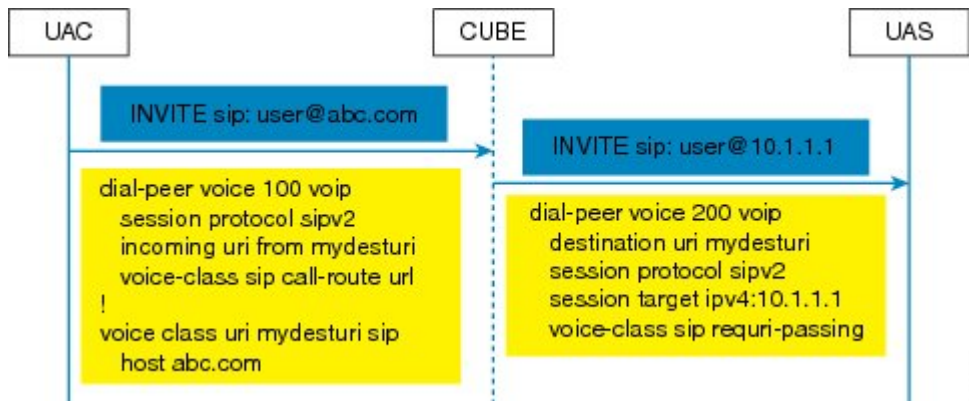 UAC
CUBE
UAS
INVITE sip: user@abc.com
INVITE sip: user@10.1.1.1
dial-peer voice 100 voip
session protocol sipv2
incoming uri from mydesturi
voice-class sip call-route url
!
voice class uri mydesturi sip
host abc.com
dial-peer voice 200 voip
destination uri mydesturi
session protocol sipv2
session target ipv4:10.1.1.1
voice-class sip requri-passing